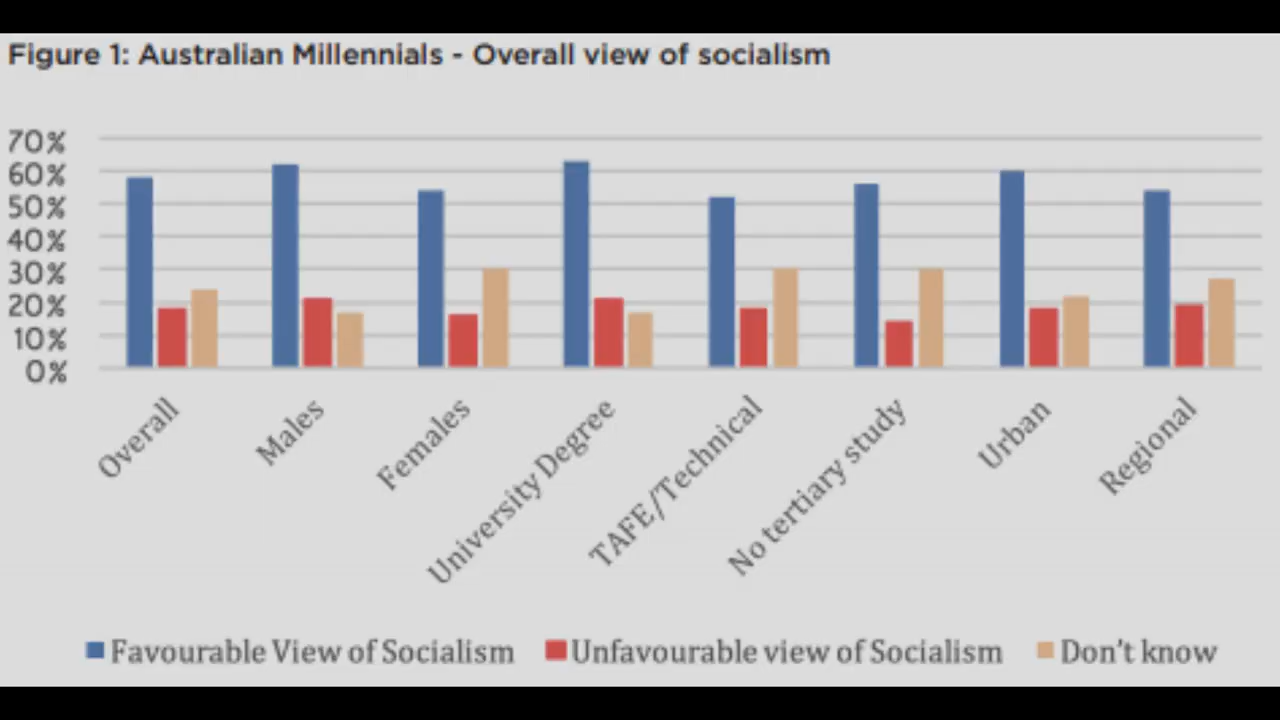 Figure 1: Australian Millennials - Overall view of socialism
70%
60%
50%
40%
30%
20%
10%
0%
Overall
Males
Females
University Degree
TAFE/Technical
No tertiary study
Urban
Regional
Favourable View of Socialism
Unfavourable view of Socialism
Don't know